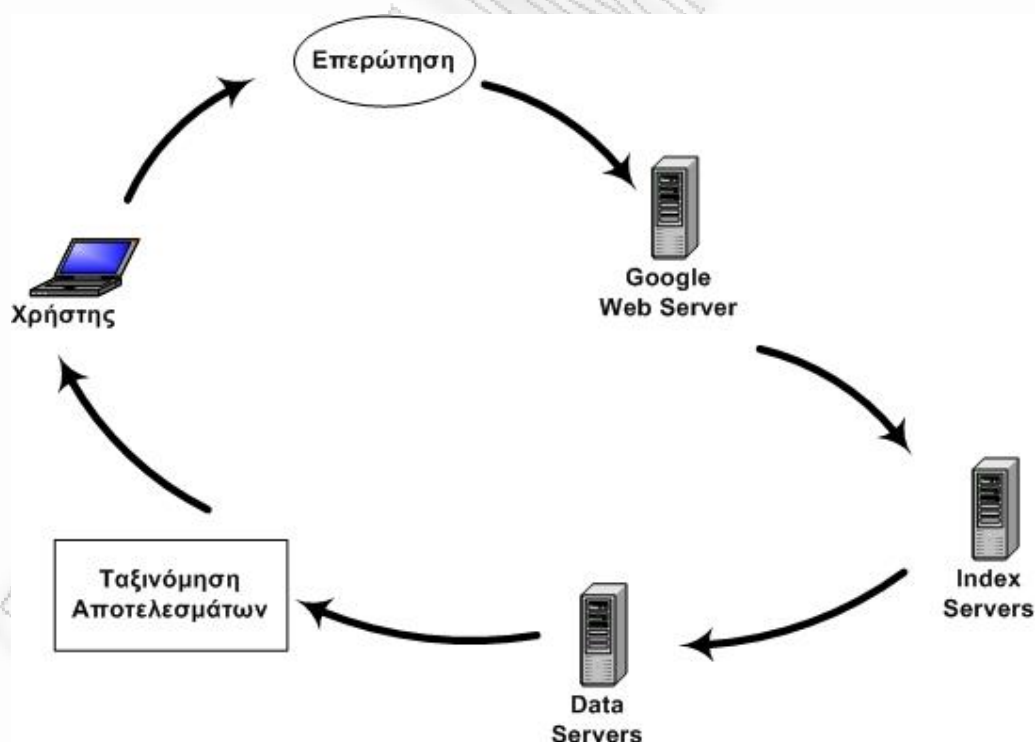 Επερώτηση
Google
Web Server
Χρήστης
Index
Servers
Ταξινόμηση
Αποτελεσμάτων
Data
Servers